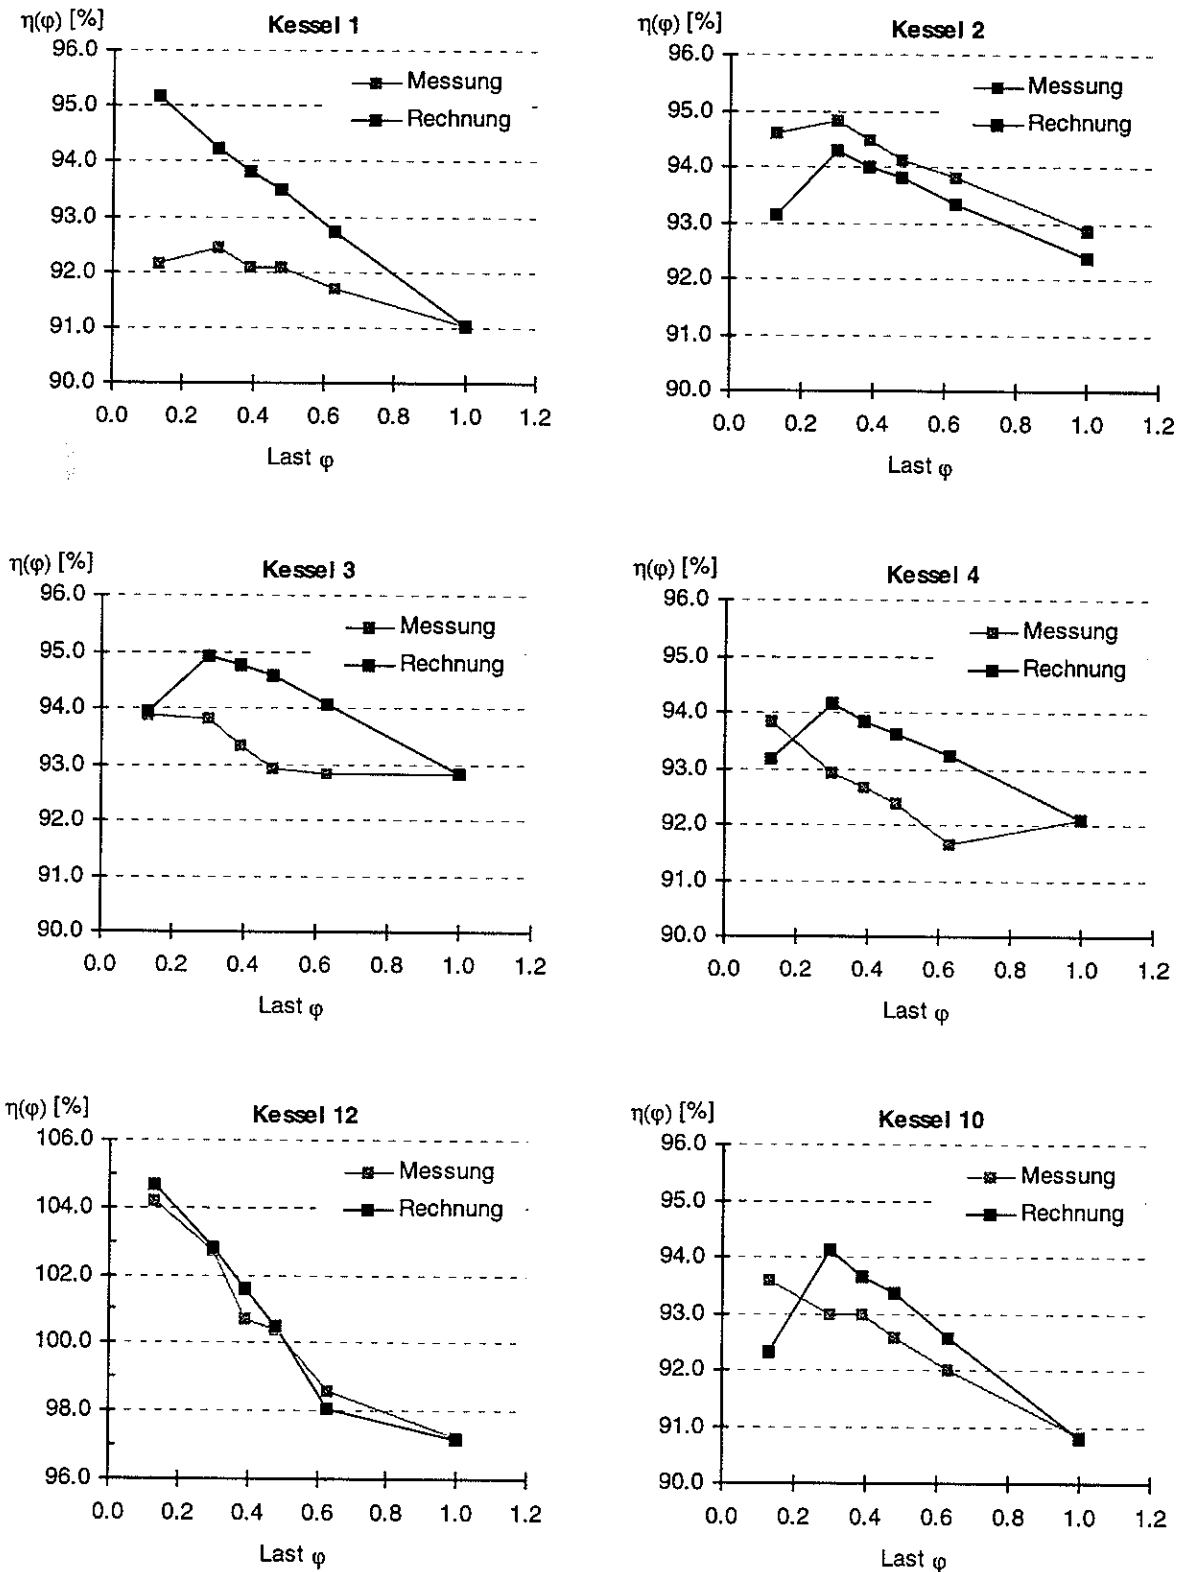 η(φ) [%]
Kessel 1
96.0
95.0
94.0
93.0
92.0
91.0
90.0
Messung
Rechnung
0.0 0.2 0.4 0.6 0.8 1.0 1.2
Last φ
η(φ) [%]
Kessel 2
96.0
95.0
94.0
93.0
92.0
91.0
90.0
Messung
Rechnung
0.0 0.2 0.4 0.6 0.8 1.0 1.2
Last φ
η(φ) [%]
Kessel 3
96.0
95.0
94.0
93.0
92.0
91.0
90.0
Messung
Rechnung
0.0 0.2 0.4 0.6 0.8 1.0 1.2
Last φ
η(φ) [%]
Kessel 4
96.0
95.0
94.0
93.0
92.0
91.0
90.0
Messung
Rechnung
0.0 0.2 0.4 0.6 0.8 1.0 1.2
Last φ
η(φ) [%]
Kessel 12
106.0
104.0
102.0
100.0
98.0
96.0
Messung
Rechnung
0.0 0.2 0.4 0.6 0.8 1.0 1.2
Last φ
η(φ) [%]
Kessel 10
96.0
95.0
94.0
93.0
92.0
91.0
90.0
Messung
Rechnung
0.0 0.2 0.4 0.6 0.8 1.0 1.2
Last φ